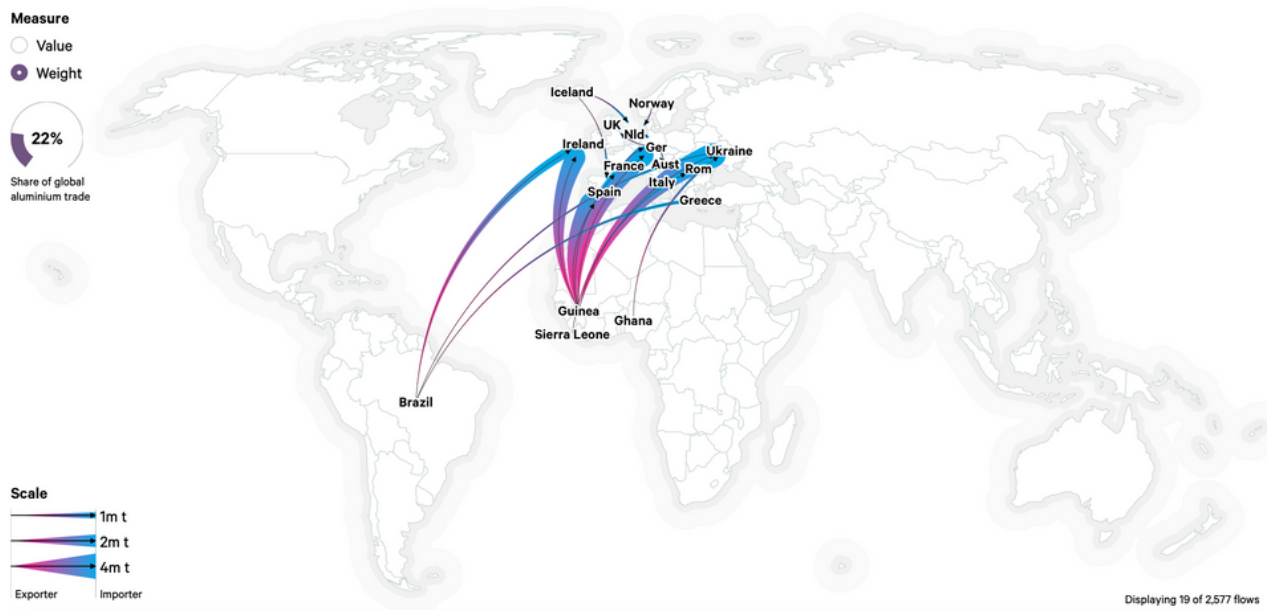 Measure
Value
Weight
22%
Share of global
aluminium trade
Iceland
Norway
UK
Nld
Ireland
Ger
Ukraine
France
Aust
Rom
Italy
Spain
Greece
Guinea
Ghana
Sierra Leone
Brazil
Scale
1m t
2m t
4m t
Exporter
Importer
Displaying 19 of 2,577 flows